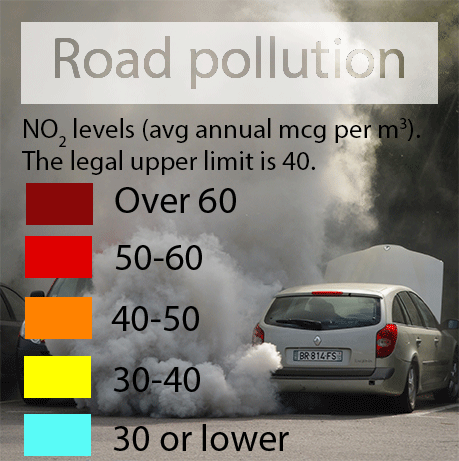 Road pollution
NO₂ levels (avg annual mcg per m³).
The legal upper limit is 40.
Over 60
50-60
40-50
30-40
BR 814 FS
30 or lower